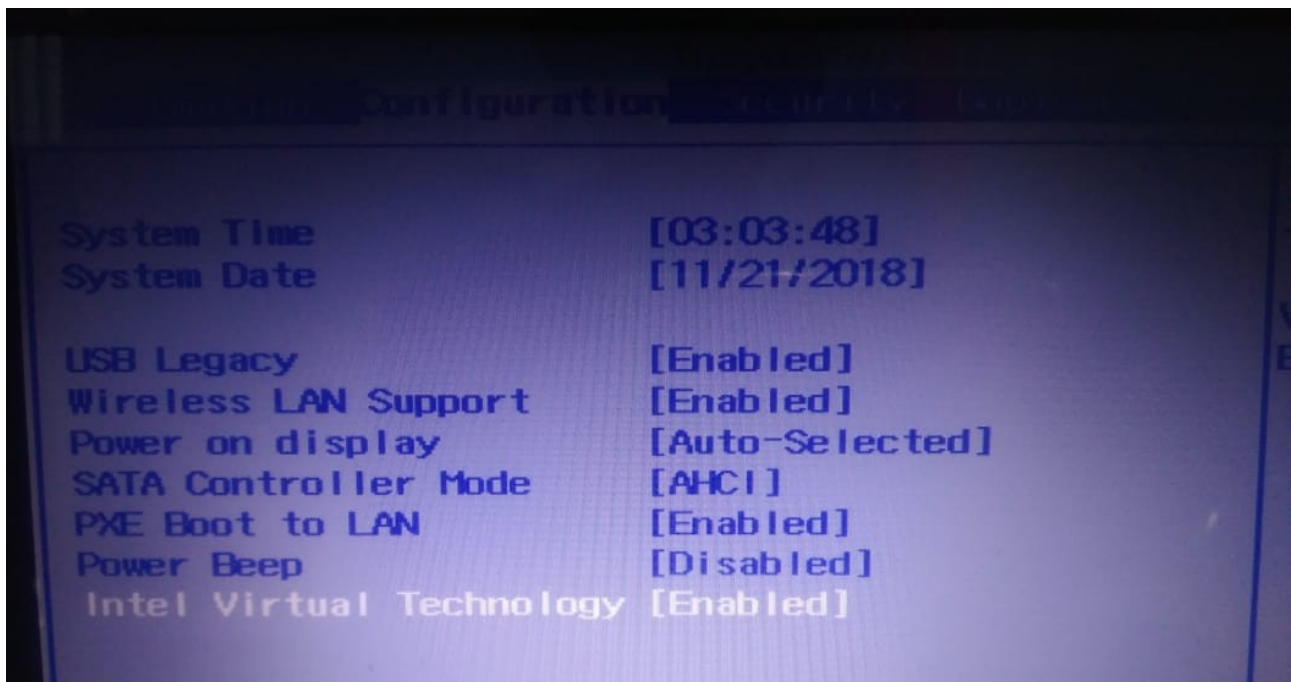 Configuration Security Boot
System Time [03:03:48]
System Date [11/21/2018]
USB Legacy [Enabled]
Wireless LAN Support [Enabled]
Power on display [Auto-Selected]
SATA Controller Mode [AHCI]
PXE Boot to LAN [Enabled]
Power Beep [Disabled]
Intel Virtual Technology [Enabled]